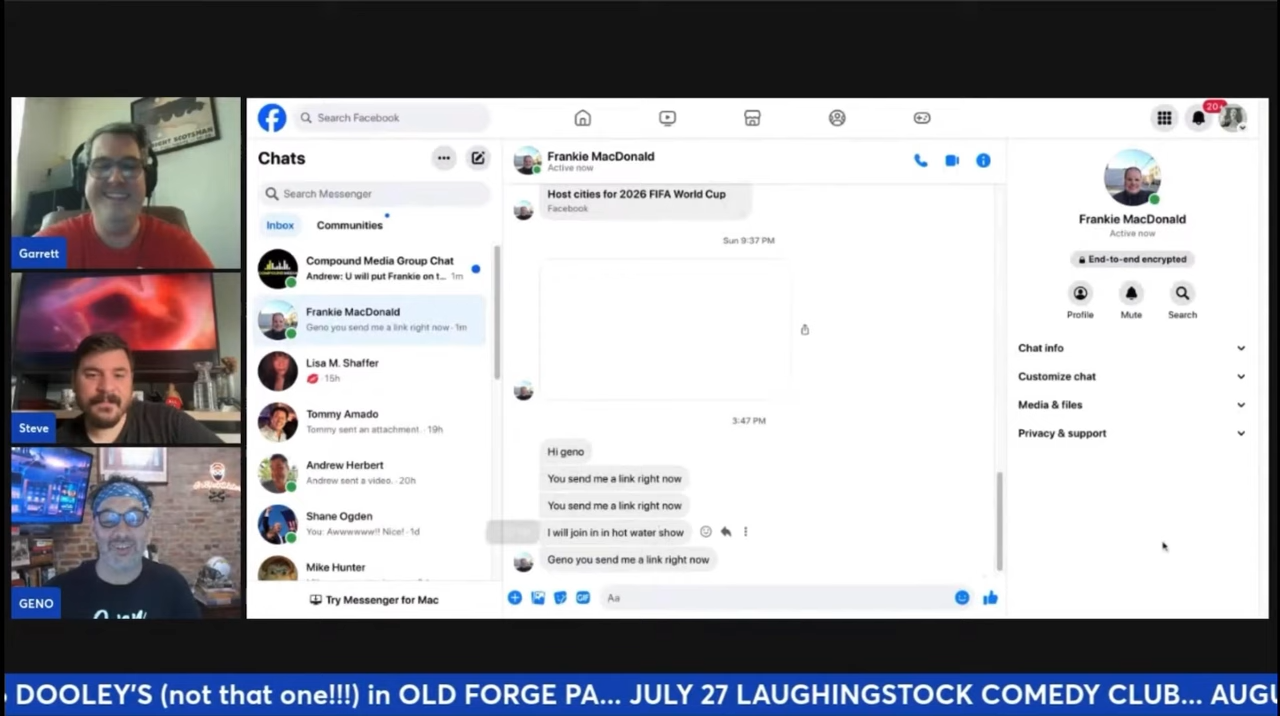 NIGHT SCOTSMAN
Garrett
Steve
GENO
Search Facebook
20+
Chats
Search Messenger
Inbox
Communities
Compound Media Group Chat
Andrew: U will put Frankie on t... 1m
Frankie MacDonald
Geno you send me a link right now · 1m
Lisa M. Shaffer
💋 · 15h
Tommy Amado
Tommy sent an attachment. · 19h
Andrew Herbert
Andrew sent a video. · 20h
Shane Ogden
You: Awwwwww!! Nice! · 1d
Mike Hunter
Try Messenger for Mac
Frankie MacDonald
Active now
Host cities for 2026 FIFA World Cup
Facebook
Sun 9:37 PM
3:47 PM
Hi geno
You send me a link right now
You send me a link right now
I will join in in hot water show
Geno you send me a link right now
GIF
Aa
Frankie MacDonald
Active now
End-to-end encrypted
Profile
Mute
Search
Chat info
Customize chat
Media & files
Privacy & support
DOOLEY'S (not that one!!!) in OLD FORGE PA... JULY 27 LAUGHINGSTOCK COMEDY CLUB... AUGU